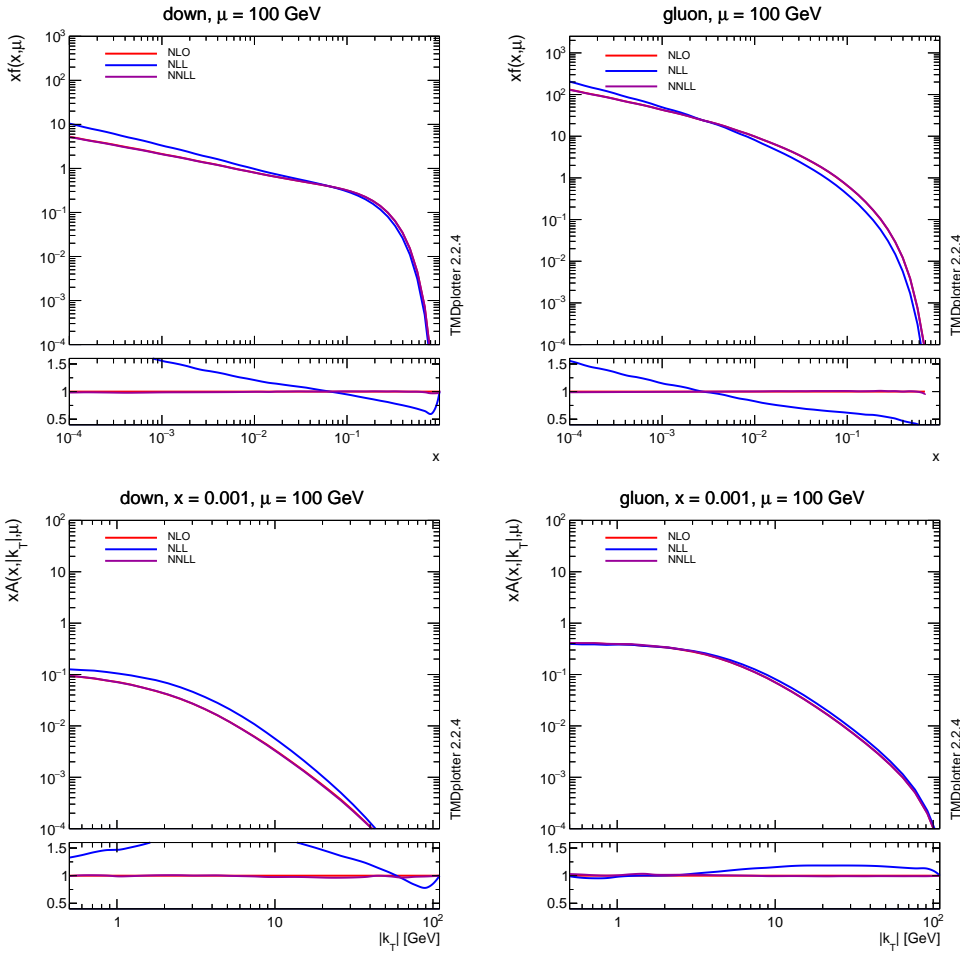 down, μ = 100 GeV
xf(x,μ)
10³
10²
10
1
10⁻¹
10⁻²
10⁻³
10⁻⁴
NLO
NLL
NNLL
TMDplotter 2.2.4
1.5
1
0.5
10⁻⁴ 10⁻³ 10⁻² 10⁻¹
x
gluon, μ = 100 GeV
xf(x,μ)
10³
10²
10
1
10⁻¹
10⁻²
10⁻³
10⁻⁴
NLO
NLL
NNLL
TMDplotter 2.2.4
1.5
1
0.5
10⁻⁴ 10⁻³ 10⁻² 10⁻¹
x
down, x = 0.001, μ = 100 GeV
xA(x,|k_T|,μ)
10²
10
1
10⁻¹
10⁻²
10⁻³
10⁻⁴
NLO
NLL
NNLL
TMDplotter 2.2.4
1.5
1
0.5
1 10 10²
|k_T| [GeV]
gluon, x = 0.001, μ = 100 GeV
xA(x,|k_T|,μ)
10²
10
1
10⁻¹
10⁻²
10⁻³
10⁻⁴
NLO
NLL
NNLL
TMDplotter 2.2.4
1.5
1
0.5
1 10 10²
|k_T| [GeV]